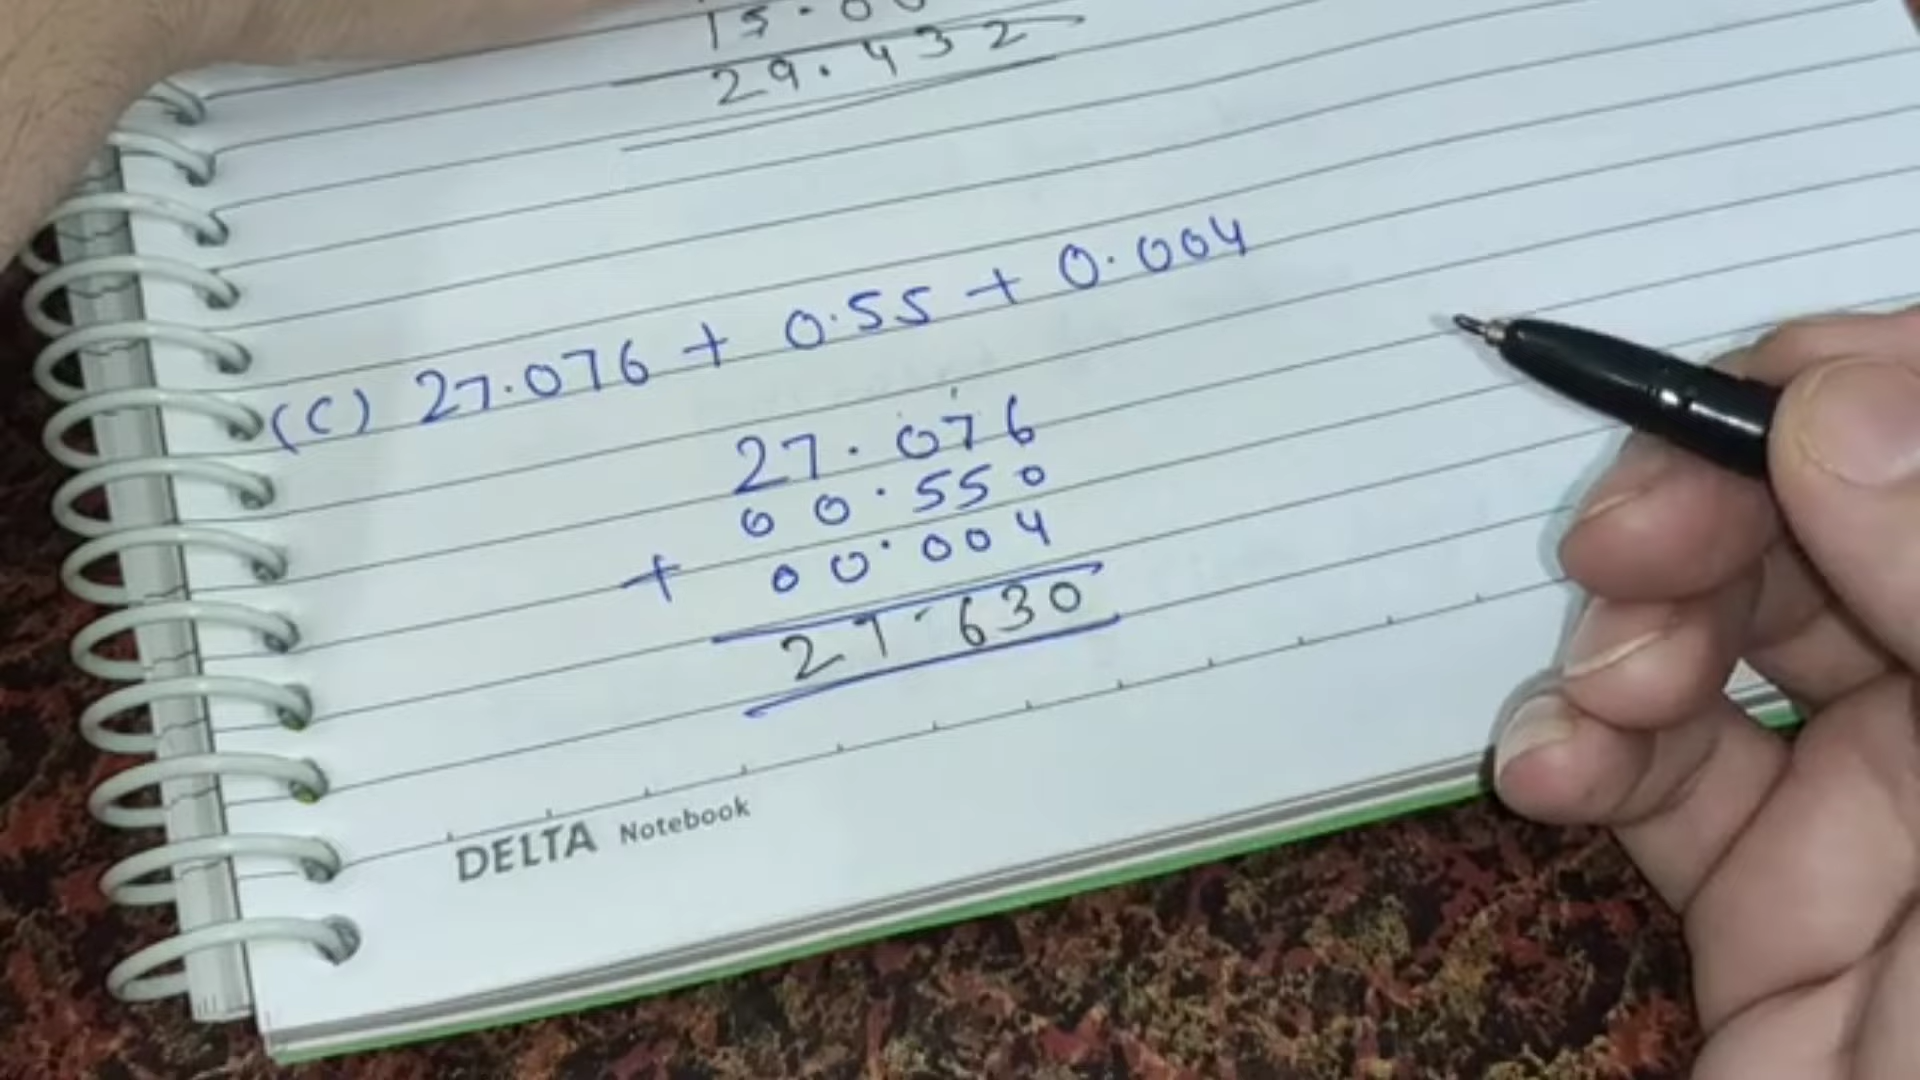 29.432
(C) 27.076 + 0.55 + 0.004
27.076
00.550
+ 00.004
27.630
DELTA Notebook